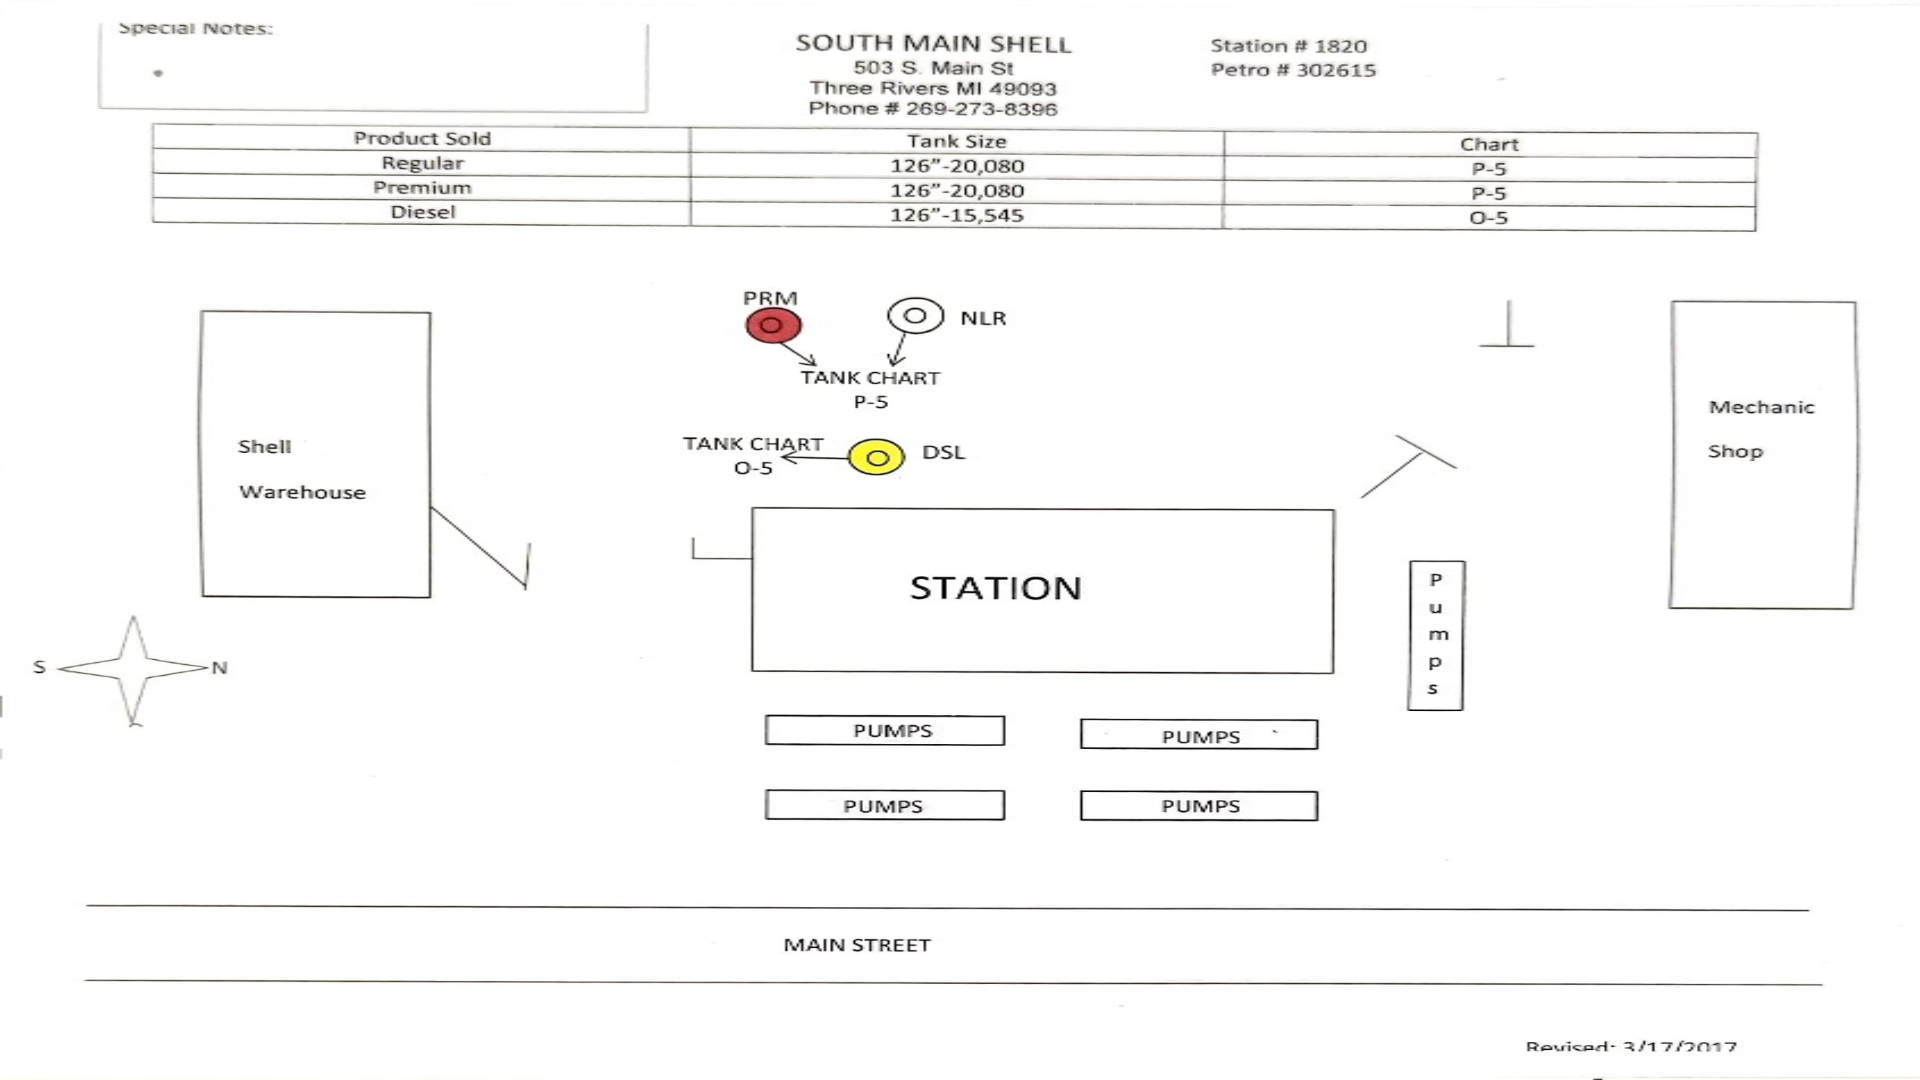 Special Notes:
SOUTH MAIN SHELL
503 S. Main St
Three Rivers MI 49093
Phone # 269-273-8396
Station # 1820
Petro # 302615
Product Sold Tank Size Chart
Regular 126”-20,080 P-5
Premium 126”-20,080 P-5
Diesel 126”-15,545 O-5
PRM
NLR
TANK CHART
P-5
TANK CHART
O-5
DSL
Shell
Warehouse
Mechanic
Shop
STATION
Pumps
S
N
PUMPS PUMPS
PUMPS PUMPS
MAIN STREET
Revised: 3/17/2017